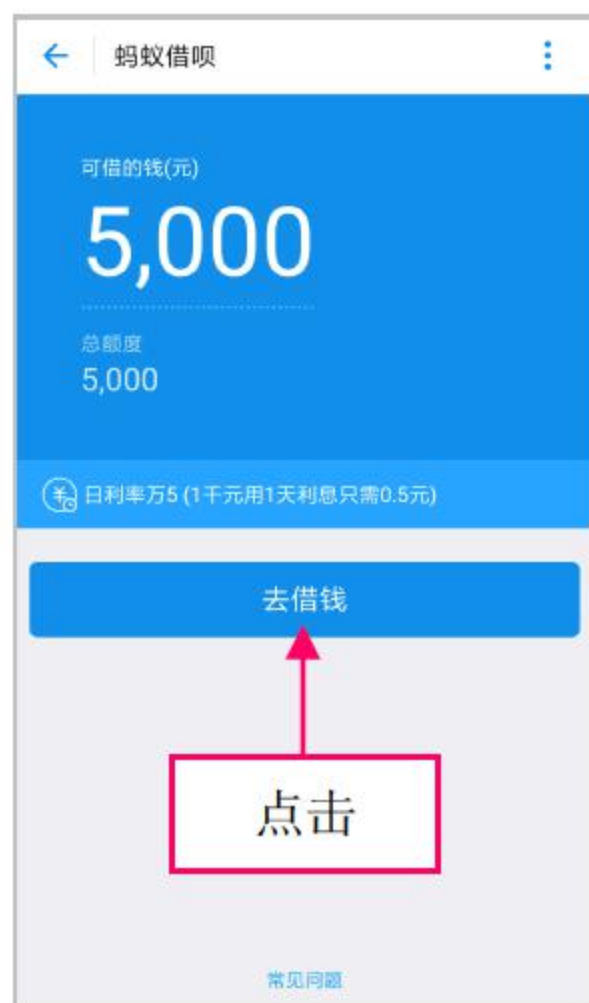 蚂蚁借呗
可借的钱(元)
5,000
总额度
5,000
日利率万5 (1千元用1天利息只需0.5元)
去借钱
点击
常见问题